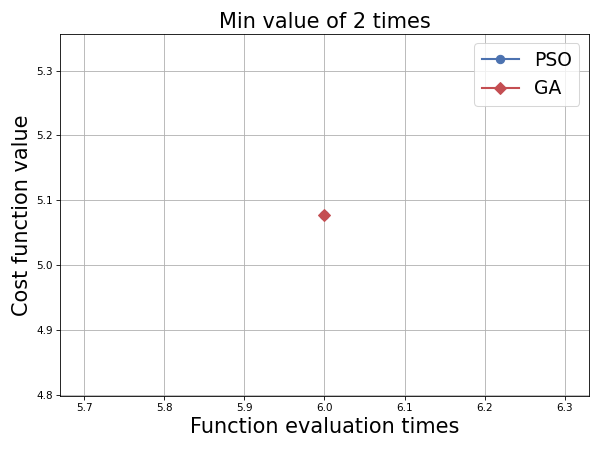 Min value of 2 times
PSO
GA
Cost function value
5.3
5.2
5.1
5.0
4.9
4.8
5.7 5.8 5.9 6.0 6.1 6.2 6.3
Function evaluation times